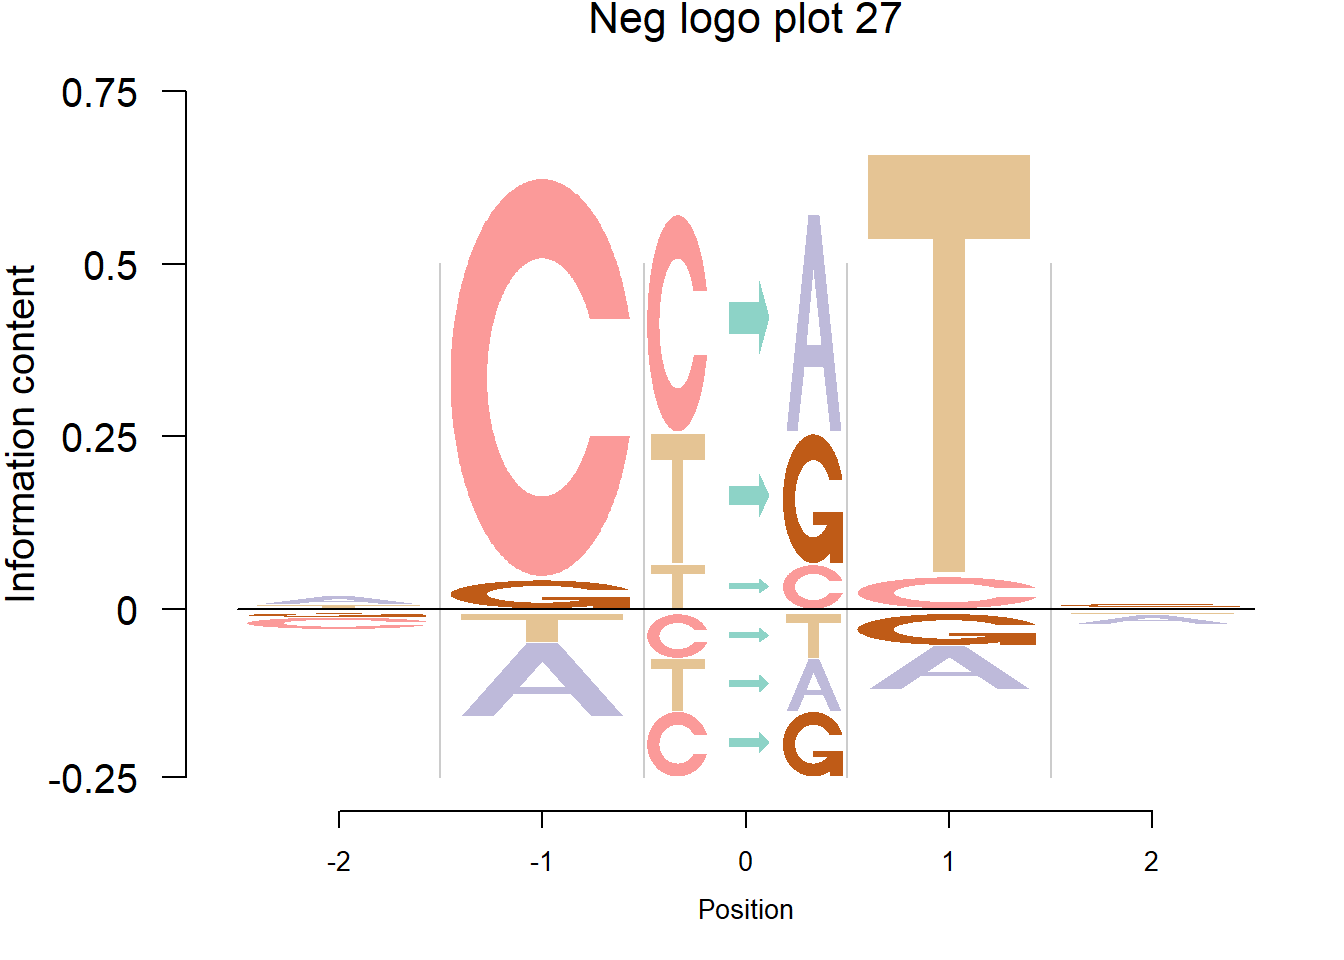 Neg logo plot 27
Information content
0.75
0.5
0.25
0
-0.25
A
C
C
G
T
A
C → A
T → G
T → C
C → T
T → A
C → G
T
C
G
A
A
-2 -1 0 1 2
Position